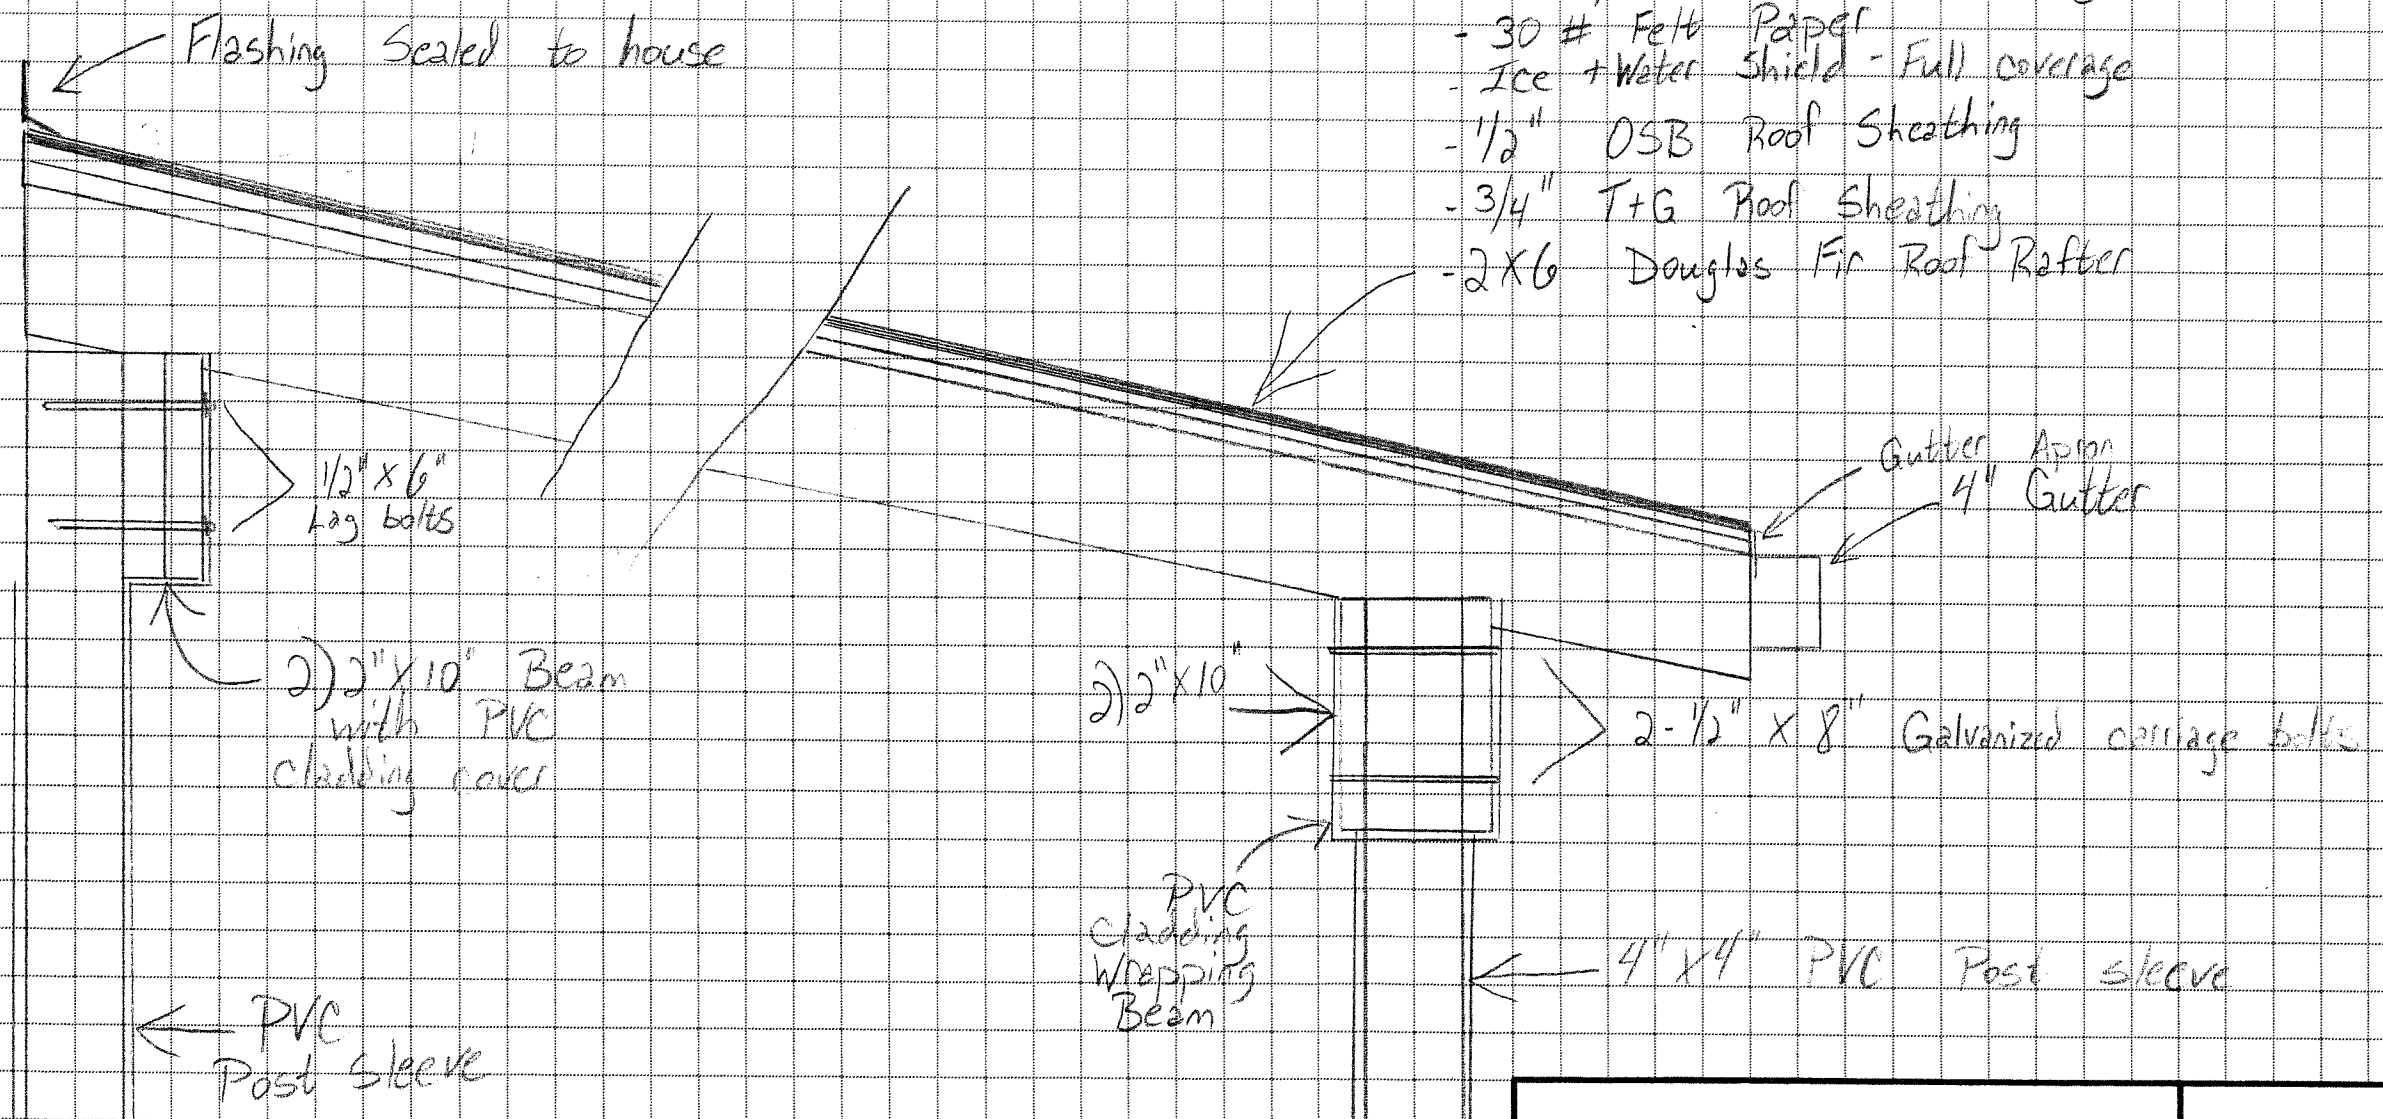 - 30 # Felt Paper
- Ice + Water Shield - Full coverage
- 1/2" OSB Roof Sheathing
- 3/4" T+G Roof Sheathing
- 2X6 Douglas Fir Roof Rafter
Flashing Sealed to house
1/2" X 6"
Lag bolts
Gutter Apron
4" Gutter
2) 2" X 10" Beam
with PVC
cladding cover
2) 2" X 10"
2-1/2" X 8" Galvanized carriage bolts
PVC
Cladding
Wrapping
Beam
4" X 4" PVC Post sleeve
PVC
Post Sleeve